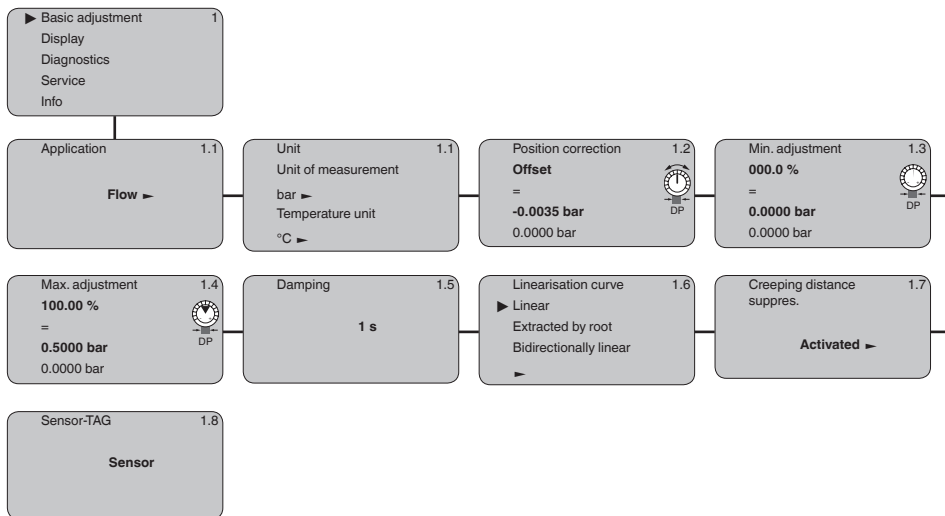 ▶ Basic adjustment 1
Display
Diagnostics
Service
Info
Application 1.1
Flow ►
Unit 1.1
Unit of measurement
bar ►
Temperature unit
°C ►
Position correction 1.2
Offset
=
-0.0035 bar
0.0000 bar
DP
Min. adjustment 1.3
000.0 %
=
0.0000 bar
0.0000 bar
DP
Max. adjustment 1.4
100.00 %
=
0.5000 bar
0.0000 bar
DP
Damping 1.5
1 s
Linearisation curve 1.6
▶ Linear
Extracted by root
Bidirectionally linear
►
Creeping distance 1.7
suppres.
Activated ►
Sensor-TAG 1.8
Sensor